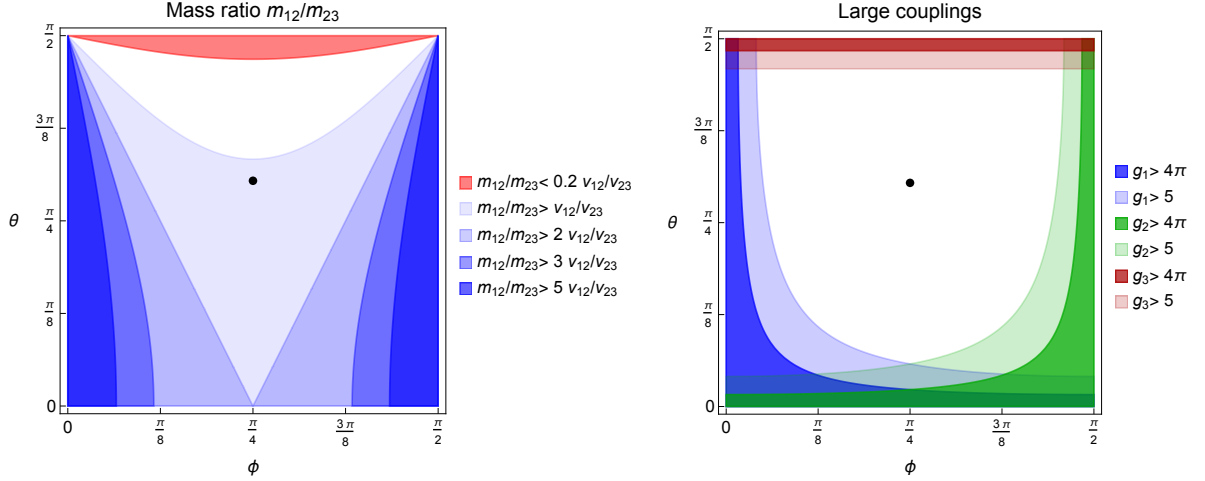 Mass ratio m₁₂/m₂₃
π/2
3π/8
π/4
π/8
0
θ
0
π/8
π/4
3π/8
π/2
ϕ
m₁₂/m₂₃< 0.2 v₁₂/v₂₃
m₁₂/m₂₃> v₁₂/v₂₃
m₁₂/m₂₃> 2 v₁₂/v₂₃
m₁₂/m₂₃> 3 v₁₂/v₂₃
m₁₂/m₂₃> 5 v₁₂/v₂₃
Large couplings
π/2
3π/8
π/4
π/8
0
θ
0
π/8
π/4
3π/8
π/2
ϕ
g₁> 4π
g₁> 5
g₂> 4π
g₂> 5
g₃> 4π
g₃> 5